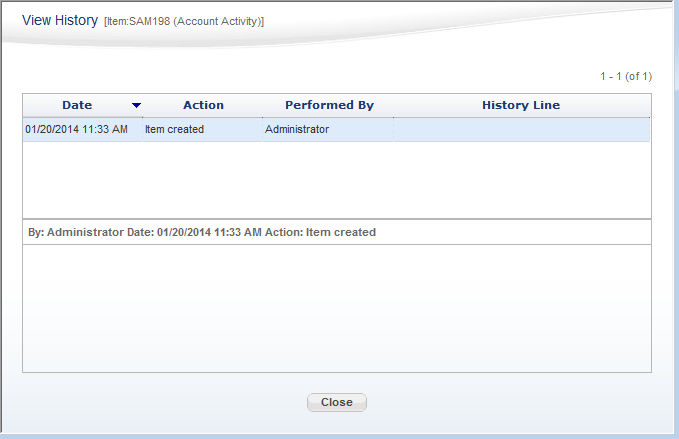 View History [Item:SAM198 (Account Activity)]
1 - 1 (of 1)
Date Action Performed By History Line
01/20/2014 11:33 AM Item created Administrator
By: Administrator Date: 01/20/2014 11:33 AM Action: Item created
Close